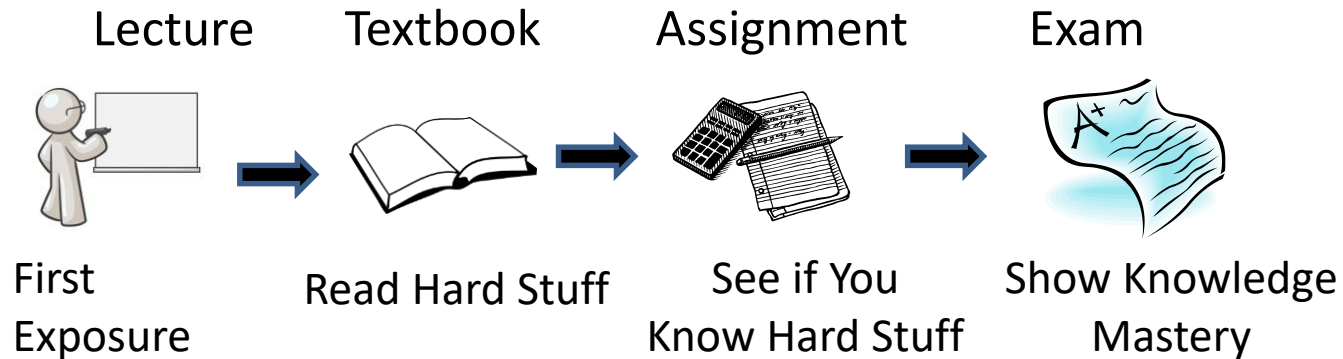 Lecture Textbook Assignment Exam
A+
First
Exposure
Read Hard Stuff
See if You
Know Hard Stuff
Show Knowledge
Mastery